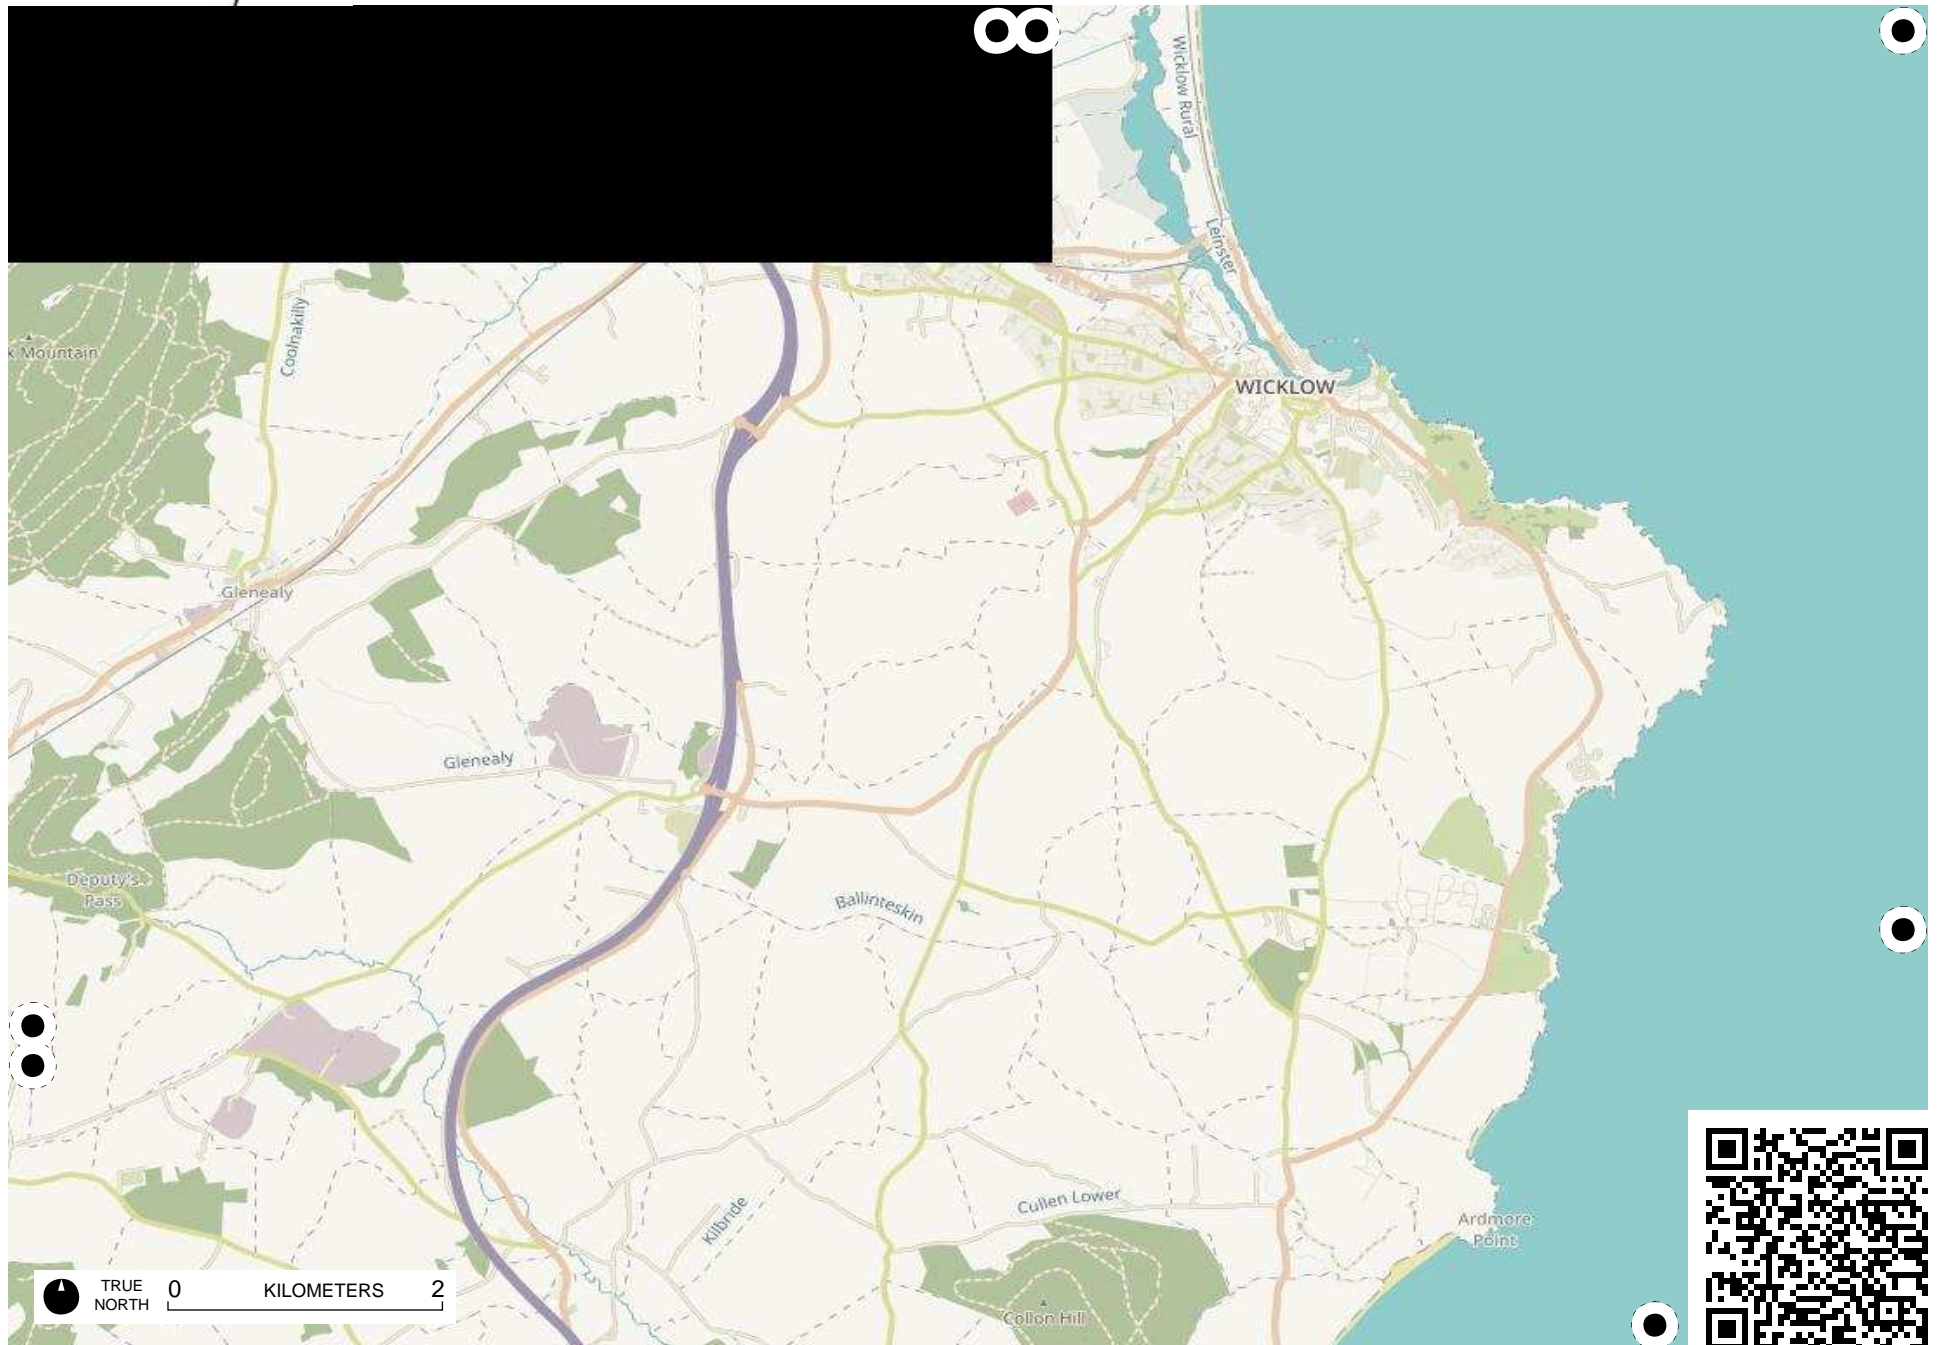 Wicklow Rural
Leinster
Coolnakilly
k Mountain
WICKLOW
Glenealy
Glenealy
Deputy's
Pass
Ballinteskin
Kilbride
Cullen Lower
Ardmore
Point
Collon Hill
TRUE
NORTH
0 KILOMETERS 2